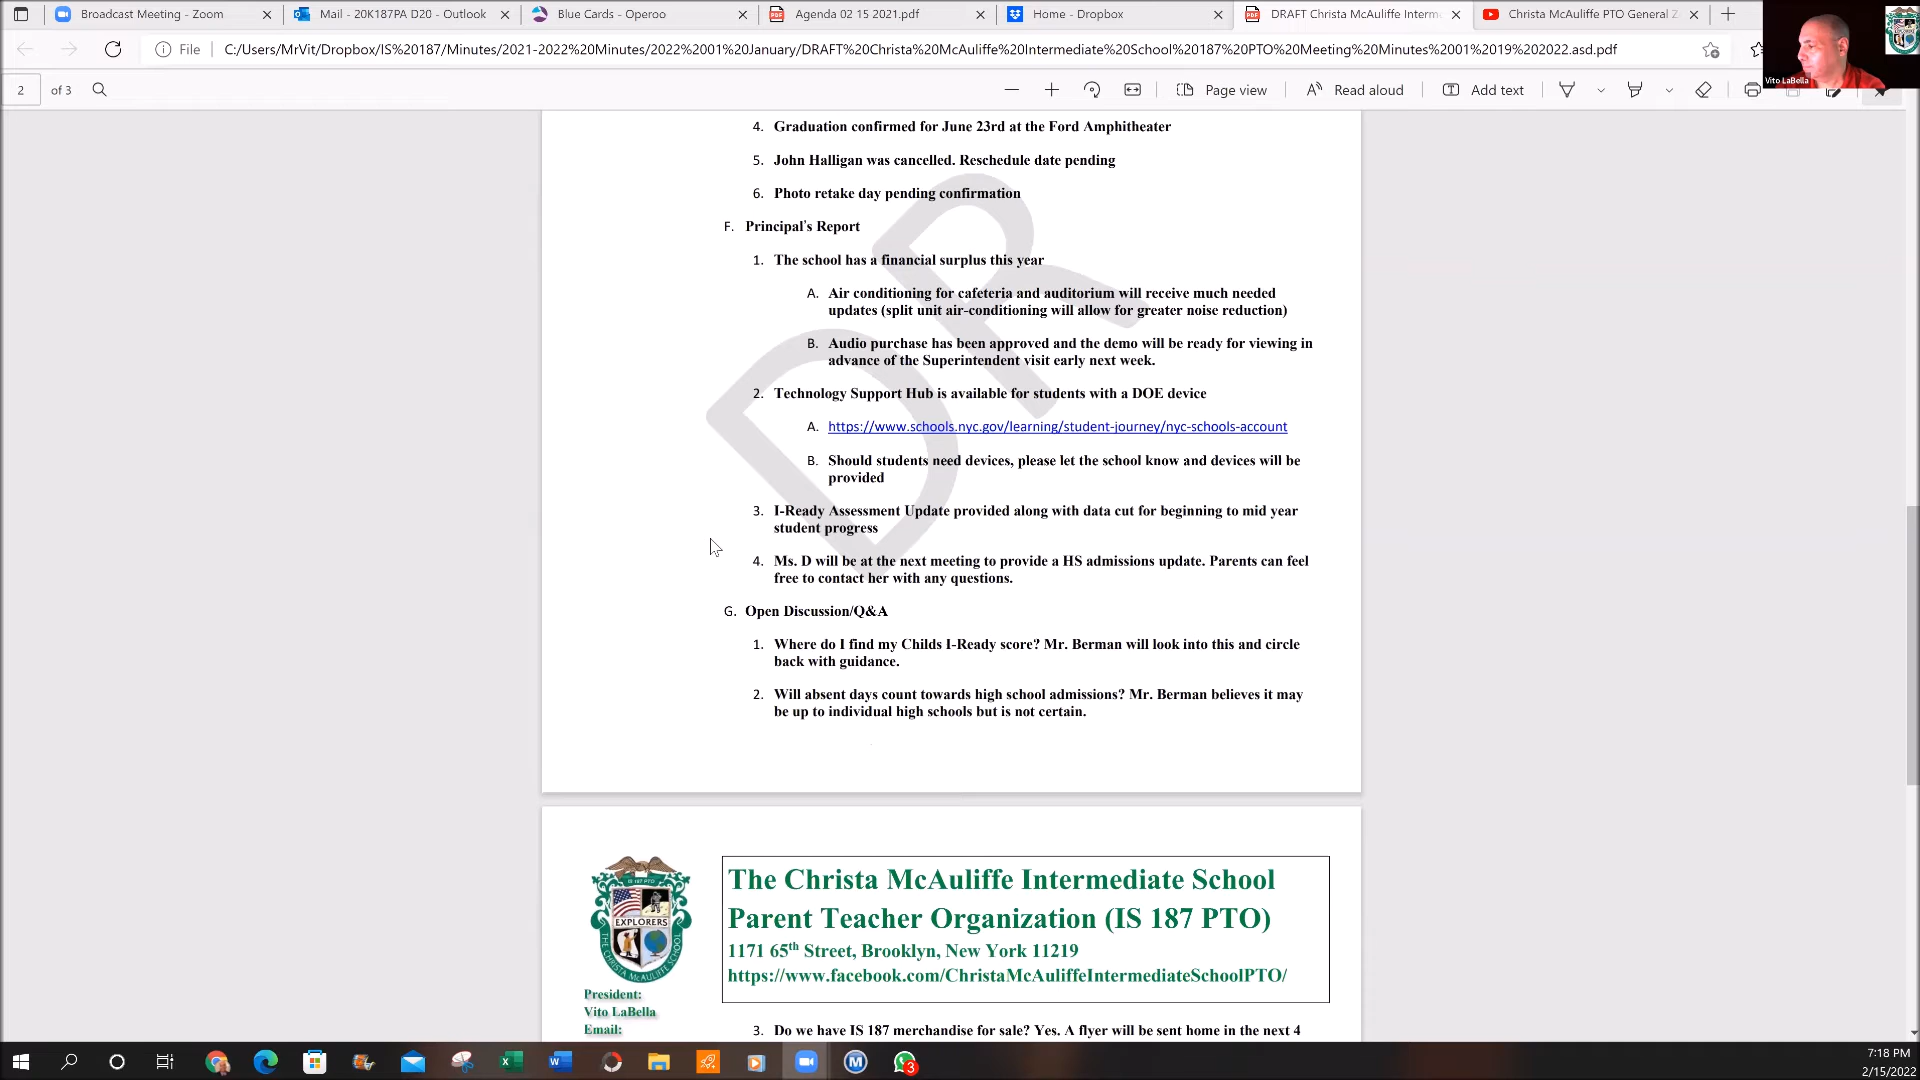 Broadcast Meeting - Zoom
Mail - 20K187PA D20 - Outlook
Blue Cards - Operoo
Agenda 02 15 2021.pdf
Home - Dropbox
DRAFT Christa McAuliffe Interme
Christa McAuliffe PTO General Z
File
C:/Users/MrVit/Dropbox/IS%20187/Minutes/2021-2022%20Minutes/2022%2001%20January/DRAFT%20Christa%20McAuliffe%20Intermediate%20School%20187%20PTO%20Meeting%20Minutes%2001%2019%202022.asd.pdf
Vito LaBella
2 of 3
Page view
Read aloud
Add text
4. Graduation confirmed for June 23rd at the Ford Amphitheater
5. John Halligan was cancelled. Reschedule date pending
6. Photo retake day pending confirmation
F. Principal's Report
1. The school has a financial surplus this year
A. Air conditioning for cafeteria and auditorium will receive much needed
updates (split unit air-conditioning will allow for greater noise reduction)
B. Audio purchase has been approved and the demo will be ready for viewing in
advance of the Superintendent visit early next week.
2. Technology Support Hub is available for students with a DOE device
A. https://www.schools.nyc.gov/learning/student-journey/nyc-schools-account
B. Should students need devices, please let the school know and devices will be
provided
3. I-Ready Assessment Update provided along with data cut for beginning to mid year
student progress
4. Ms. D will be at the next meeting to provide a HS admissions update. Parents can feel
free to contact her with any questions.
G. Open Discussion/Q&A
1. Where do I find my Childs I-Ready score? Mr. Berman will look into this and circle
back with guidance.
2. Will absent days count towards high school admissions? Mr. Berman believes it may
be up to individual high schools but is not certain.
DR
IS 187 PTO
EXPLORERS
THE CHRISTA McAULIFFE SCHOOL
The Christa McAuliffe Intermediate School
Parent Teacher Organization (IS 187 PTO)
1171 65th Street, Brooklyn, New York 11219
https://www.facebook.com/ChristaMcAuliffeIntermediateSchoolPTO/
President:
Vito LaBella
Email:
3. Do we have IS 187 merchandise for sale? Yes. A flyer will be sent home in the next 4
3
7:18 PM
2/15/2022